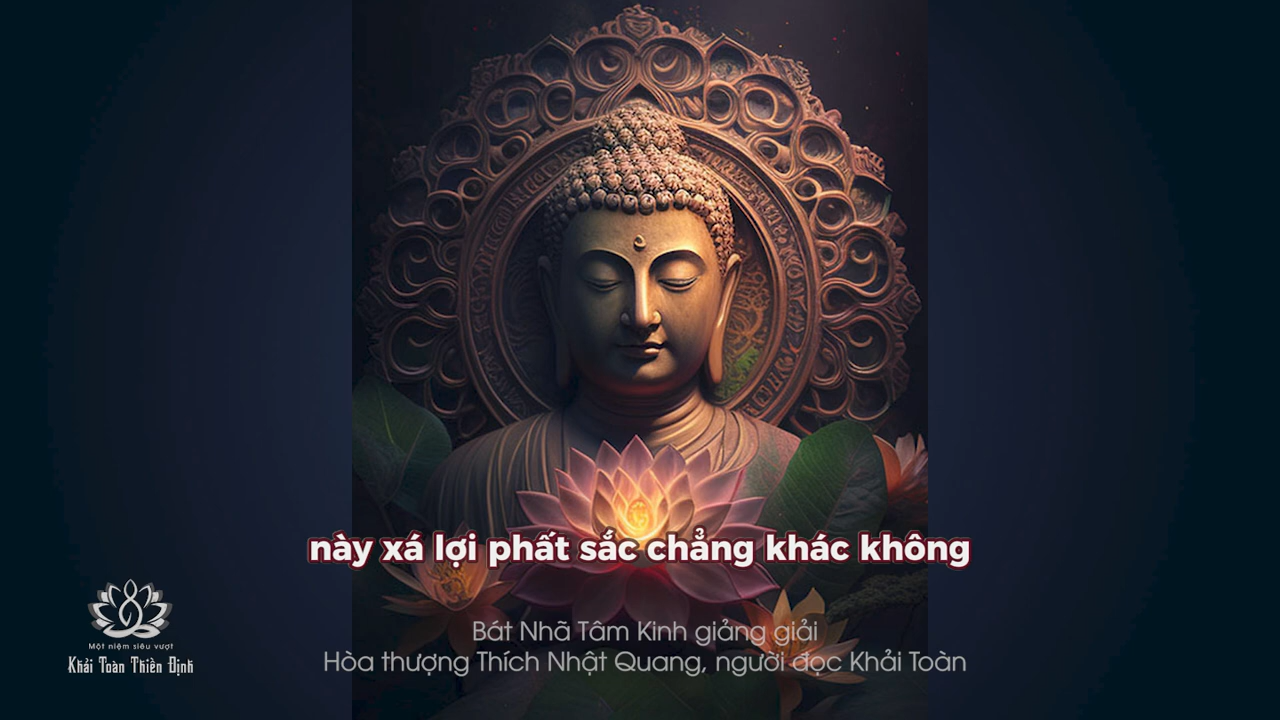 này xá lợi phất sắc chẳng khác không
Bát Nhã Tâm Kinh giảng giải
Hòa thượng Thích Nhật Quang, người đọc Khải Toàn
Một niệm siêu vượt
Khải Toàn Thiền Định